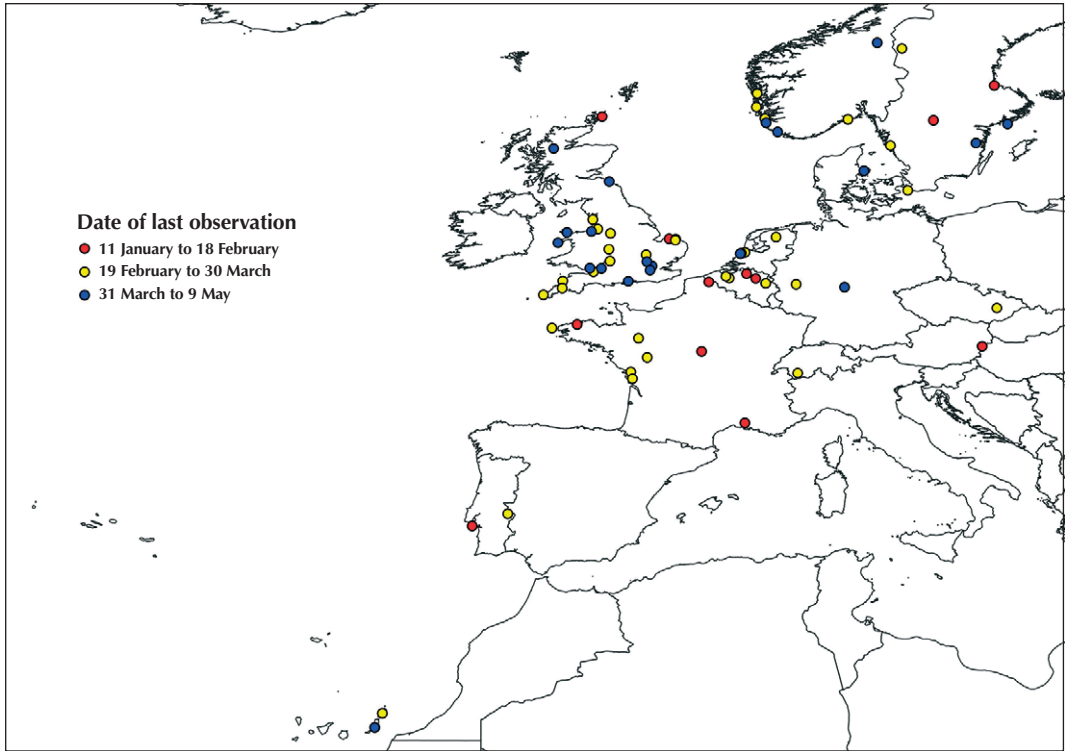 Date of last observation
11 January to 18 February
19 February to 30 March
31 March to 9 May